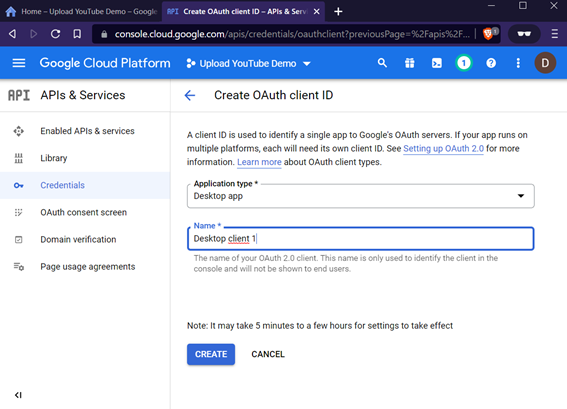 Home – Upload YouTube Demo – Google
API Create OAuth client ID – APIs & Serv
console.cloud.google.com/apis/credentials/oauthclient?previousPage=%2Fapis%2F...
1
Google Cloud Platform
Upload YouTube Demo
1
D
API APIs & Services
Create OAuth client ID
Enabled APIs & services
Library
Credentials
OAuth consent screen
Domain verification
Page usage agreements
A client ID is used to identify a single app to Google's OAuth servers. If your app runs on
multiple platforms, each will need its own client ID. See Setting up OAuth 2.0 for more
information. Learn more about OAuth client types.
Application type *
Desktop app
Name *
Desktop client 1
The name of your OAuth 2.0 client. This name is only used to identify the client in the
console and will not be shown to end users.
Note: It may take 5 minutes to a few hours for settings to take effect
CREATE
CANCEL